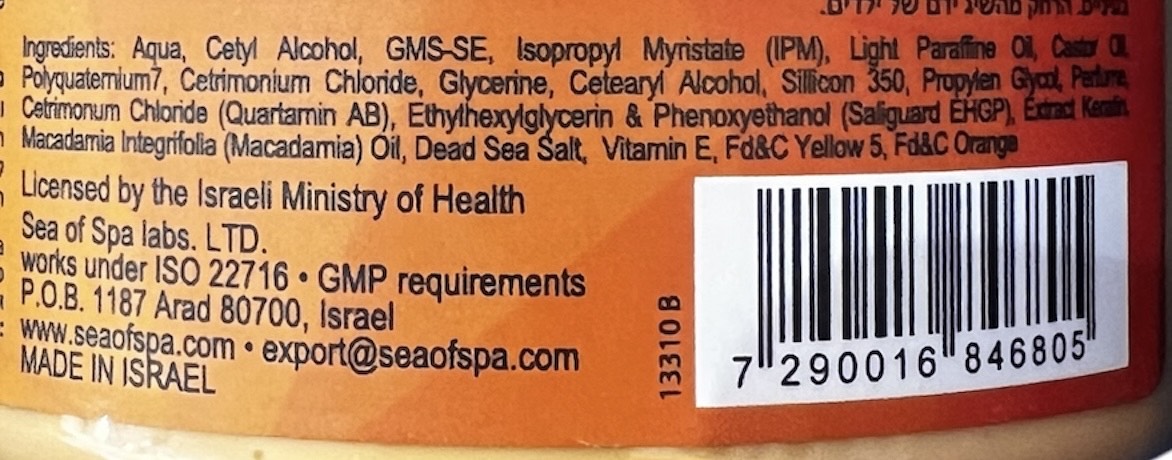 Ingredients: Aqua, Cetyl Alcohol, GMS-SE, Isopropyl Myristate (IPM), Light Paraffine Oil, Castor Oil,
Polyquaternium7, Cetrimonium Chloride, Glycerine, Cetearyl Alcohol, Sillicon 350, Propylen Glycol, Perfume,
Cetrimonum Chloride (Quartamin AB), Ethylhexylglycerin & Phenoxyethanol (Saliguard EHGP), Extract Keratin,
Macadamia Integrifolia (Macadamia) Oil, Dead Sea Salt, Vitamin E, Fd&C Yellow 5, Fd&C Orange
Licensed by the Israeli Ministry of Health
Sea of Spa labs. LTD.
works under ISO 22716 • GMP requirements
P.O.B. 1187 Arad 80700, Israel
www.seaofspa.com • export@seaofspa.com
MADE IN ISRAEL
13310 B
7 290016 846805